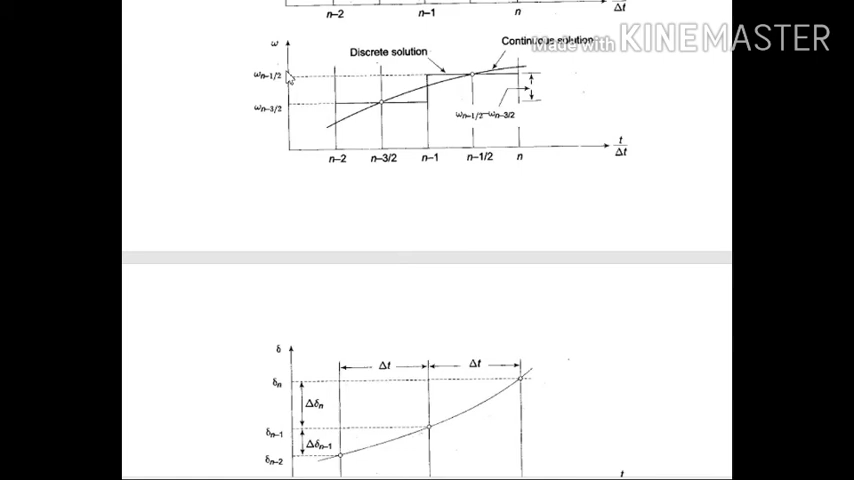 n–2 n–1 n t/Δt
ω
Discrete solution
Continuous solution
Made with KINEMASTER
ωn–1/2
ωn–3/2
ωn–1/2–ωn–3/2
n–2 n–3/2 n–1 n–1/2 n t/Δt
δ
Δt Δt
δn
Δδn
δn–1
Δδn–1
δn–2
t